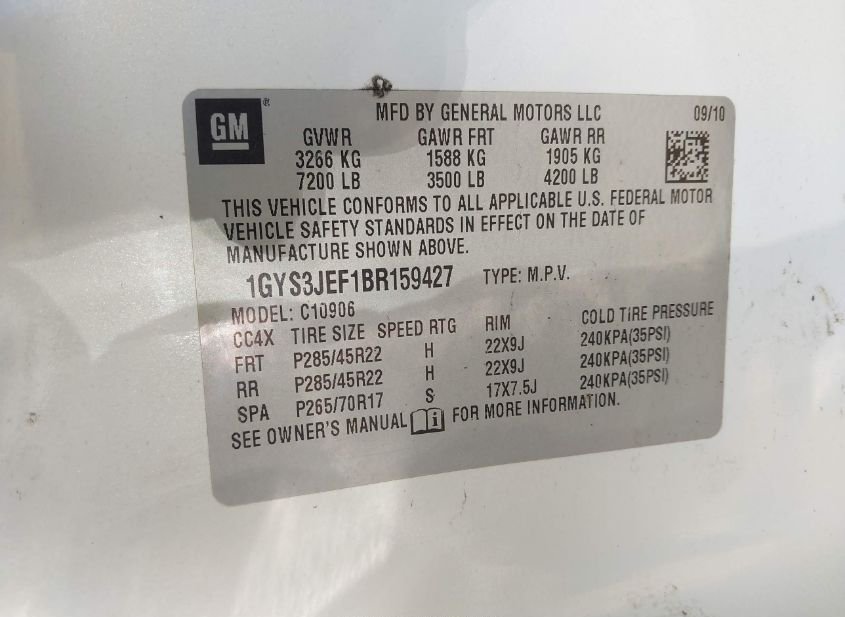 GM ®
MFD BY GENERAL MOTORS LLC 09/10
GVWR GAWR FRT GAWR RR
3266 KG 1588 KG 1905 KG
7200 LB 3500 LB 4200 LB
THIS VEHICLE CONFORMS TO ALL APPLICABLE U.S. FEDERAL MOTOR
VEHICLE SAFETY STANDARDS IN EFFECT ON THE DATE OF
MANUFACTURE SHOWN ABOVE.
1GYS3JEF1BR159427 TYPE: M.P.V.
MODEL: C10906
CC4X TIRE SIZE SPEED RTG RIM COLD TIRE PRESSURE
FRT P285/45R22 H 22X9J 240KPA(35PSI)
RR P285/45R22 H 22X9J 240KPA(35PSI)
SPA P265/70R17 S 17X7.5J 240KPA(35PSI)
SEE OWNER'S MANUAL i FOR MORE INFORMATION.